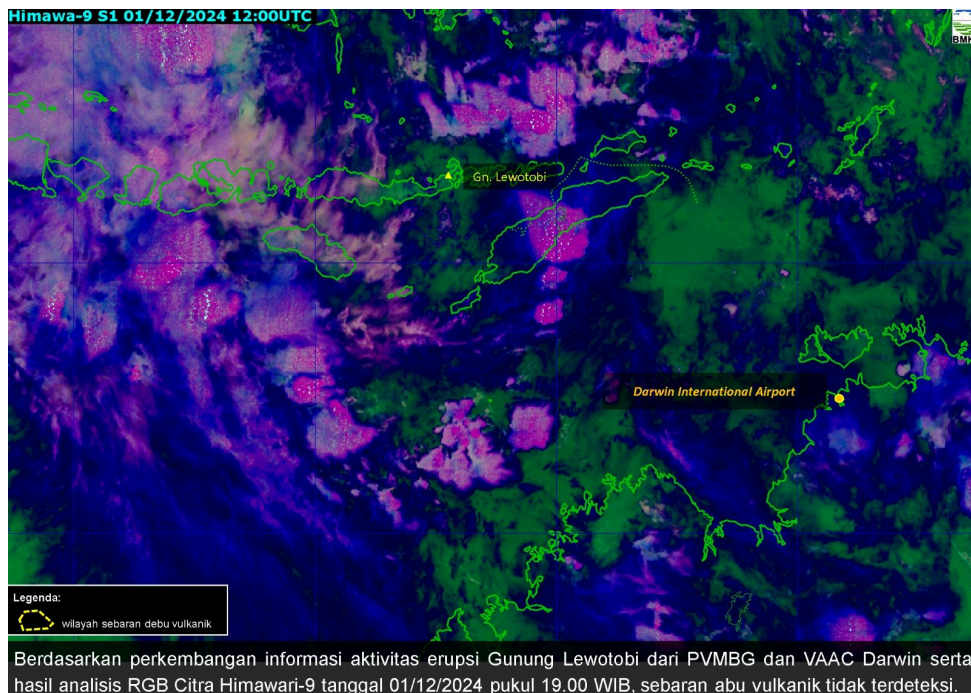 Himawa-9 S1 01/12/2024 12:00UTC
BMK
Gn. Lewotobi
Darwin International Airport
Legenda:
wilayah sebaran debu vulkanik
Berdasarkan perkembangan informasi aktivitas erupsi Gunung Lewotobi dari PVMBG dan VAAC Darwin serta
hasil analisis RGB Citra Himawari-9 tanggal 01/12/2024 pukul 19.00 WIB, sebaran abu vulkanik tidak terdeteksi.